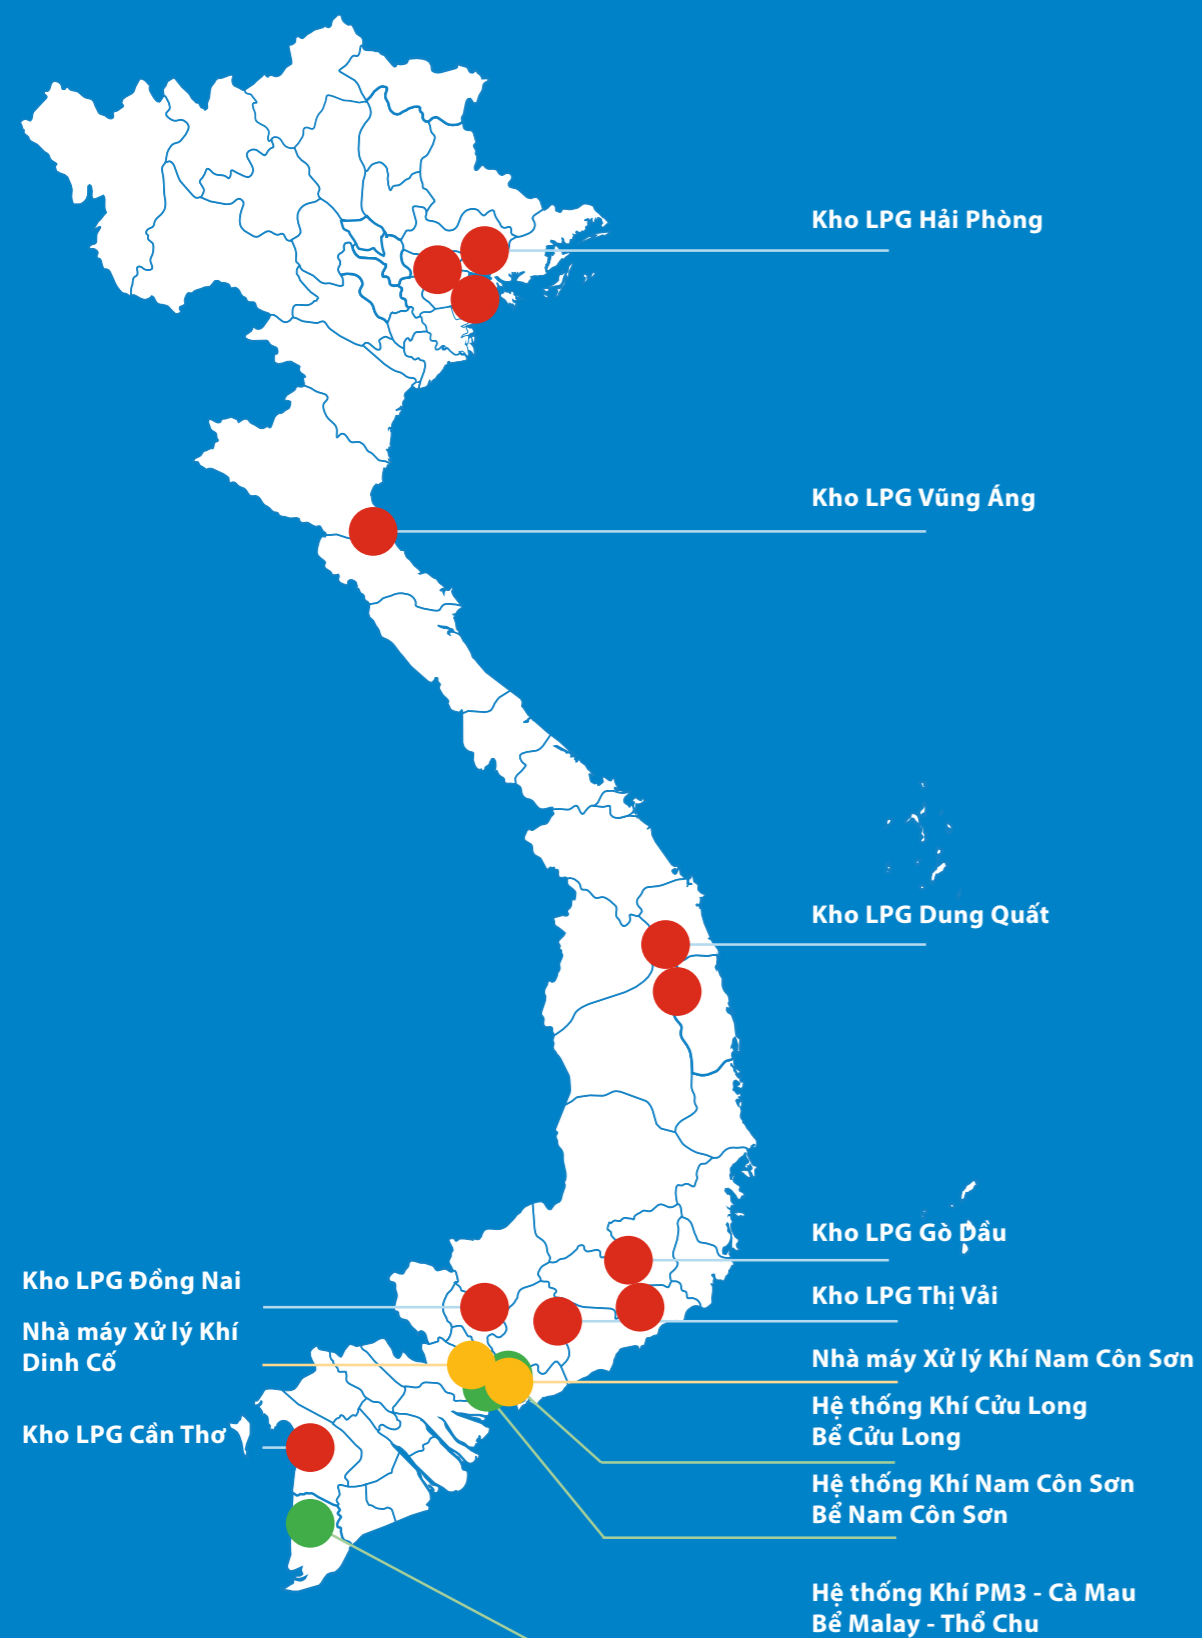 Kho LPG Hải Phòng
Kho LPG Vũng Áng
Kho LPG Dung Quất
Kho LPG Gò Dầu
Kho LPG Đồng Nai
Kho LPG Thị Vải
Nhà máy Xử lý Khí
Dinh Cố
Nhà máy Xử lý Khí Nam Côn Sơn
Hệ thống Khí Cửu Long
Bể Cửu Long
Kho LPG Cần Thơ
Hệ thống Khí Nam Côn Sơn
Bể Nam Côn Sơn
Hệ thống Khí PM3 - Cà Mau
Bể Malay - Thổ Chu